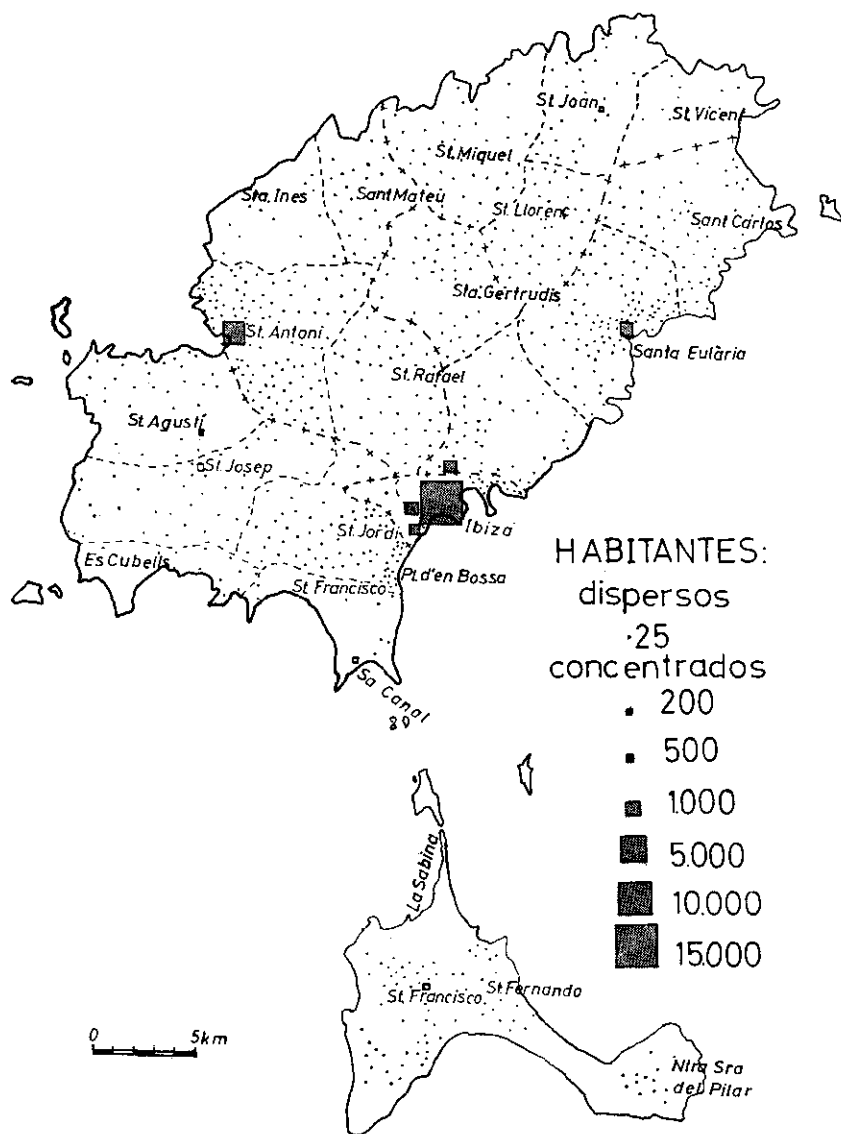 St. Joan
St. Vicent
St. Miquel
Sta. Ines
Sant Mateu
St. Llorenç
Sant Carlos
Sta. Gertrudis
St. Antoni
Santa Eulària
St. Rafael
St. Agustí
St. Josep
St. Jordi
Ibiza
Es Cubells
St. Francisco
Pt. d'en Bossa
Sa Canal
HABITANTES:
dispersos
·25
concentrados
200
500
1.000
5.000
10.000
15.000
La Sabina
St. Francisco
St. Fernando
Ntra Sra
del Pilar
0 5km